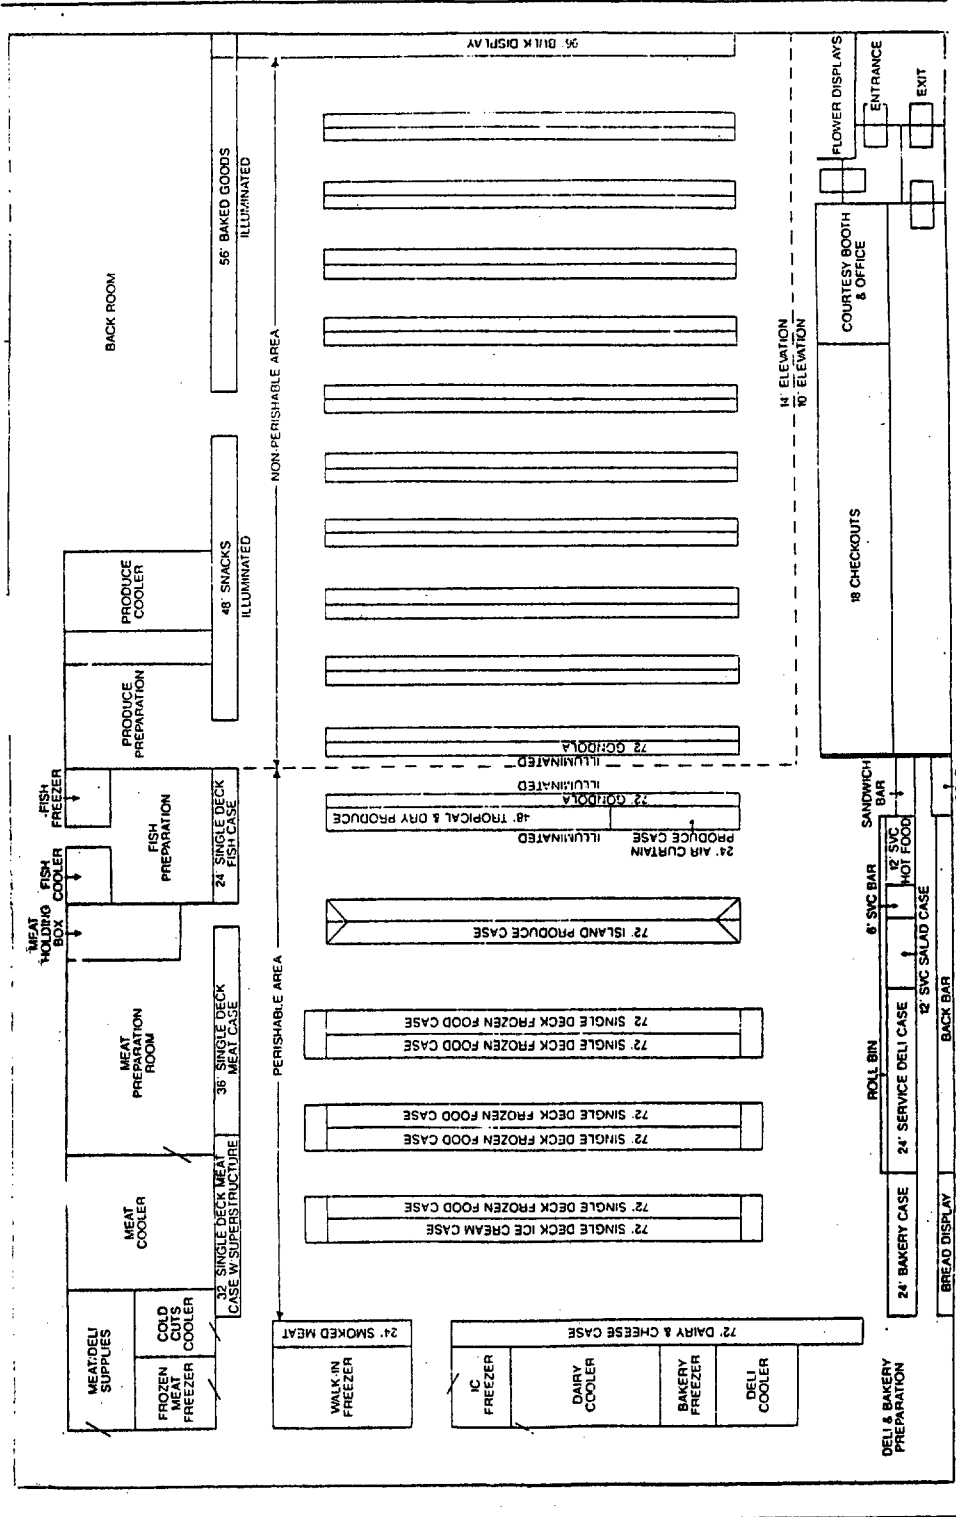 96' BULK DISPLAY
BACK ROOM
56' BAKED GOODS
ILLUMINATED
NON-PERISHABLE AREA
14' ELEVATION
10' ELEVATION
FLOWER DISPLAYS
ENTRANCE
EXIT
COURTESY BOOTH
& OFFICE
18 CHECKOUTS
PRODUCE
COOLER
48' SNACKS
ILLUMINATED
PRODUCE
PREPARATION
72' GONDOLA
ILLUMINATED
ILLUMINATED
72' GONDOLA
48' TROPICAL & DRY PRODUCE
ILLUMINATED
24' AIR CURTAIN
PRODUCE CASE
FISH
FREEZER
FISH
COOLER
FISH
PREPARATION
24' SINGLE DECK
FISH CASE
MEAT
HOLDING
BOX
72' ISLAND PRODUCE CASE
PERISHABLE AREA
MEAT
PREPARATION
ROOM
36' SINGLE DECK
MEAT CASE
72' SINGLE DECK FROZEN FOOD CASE
72' SINGLE DECK FROZEN FOOD CASE
72' SINGLE DECK FROZEN FOOD CASE
72' SINGLE DECK FROZEN FOOD CASE
72' SINGLE DECK FROZEN FOOD CASE
72' SINGLE DECK ICE CREAM CASE
MEAT
COOLER
32' SINGLE DECK MEAT
CASE W/SUPERSTRUCTURE
MEAT/DELI
SUPPLIES
COLD
CUTS
COOLER
FROZEN
MEAT
FREEZER
24' SMOKED MEAT
WALK-IN
FREEZER
72' DAIRY & CHEESE CASE
IC
FREEZER
DAIRY
COOLER
BAKERY
FREEZER
DELI
COOLER
SANDWICH
BAR
12' SVC
HOT FOOD
6' SVC BAR
12' SVC SALAD CASE
ROLL BIN
24' SERVICE DELI CASE
BACK BAR
24' BAKERY CASE
BREAD DISPLAY
DELI & BAKERY
PREPARATION